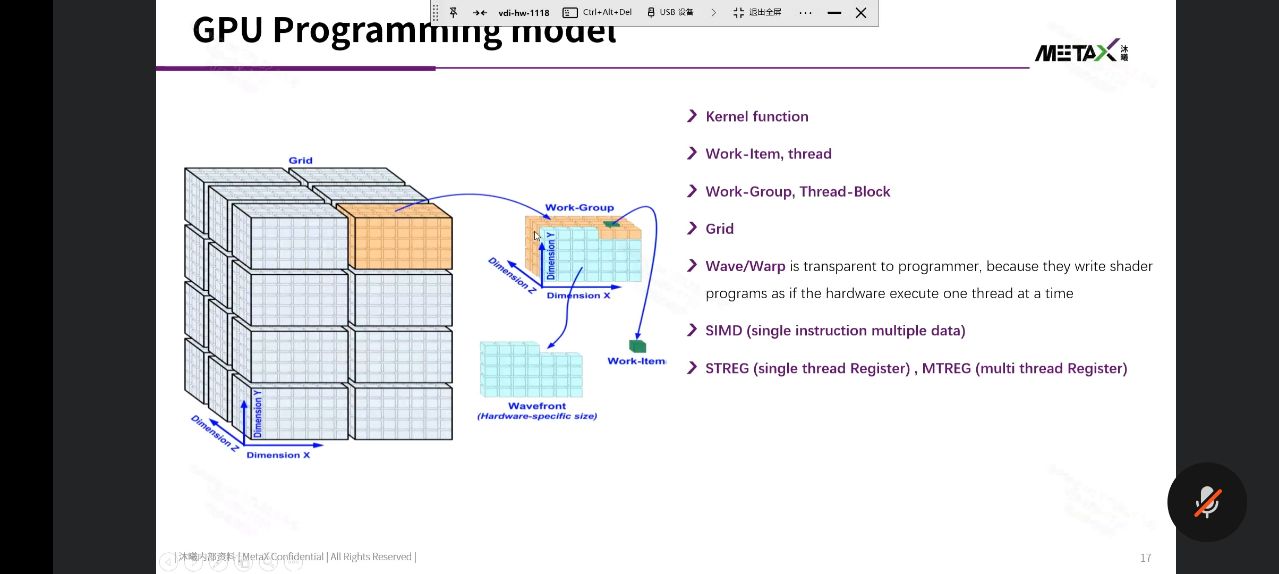 vdi-hw-1118 Ctrl+Alt+Del USB 设备 退出全屏
GPU Programming model
METAX 沐曦
Kernel function
Work-Item, thread
Work-Group, Thread-Block
Grid
Wave/Warp is transparent to programmer, because they write shader
programs as if the hardware execute one thread at a time
SIMD (single instruction multiple data)
STREG (single thread Register) , MTREG (multi thread Register)
Grid
Dimension Y
Dimension Z
Dimension X
Work-Group
Dimension Y
Dimension Z
Dimension X
Work-Item
Wavefront
(Hardware-specific size)
| 沐曦内部资料 | MetaX Confidential | All Rights Reserved |
17